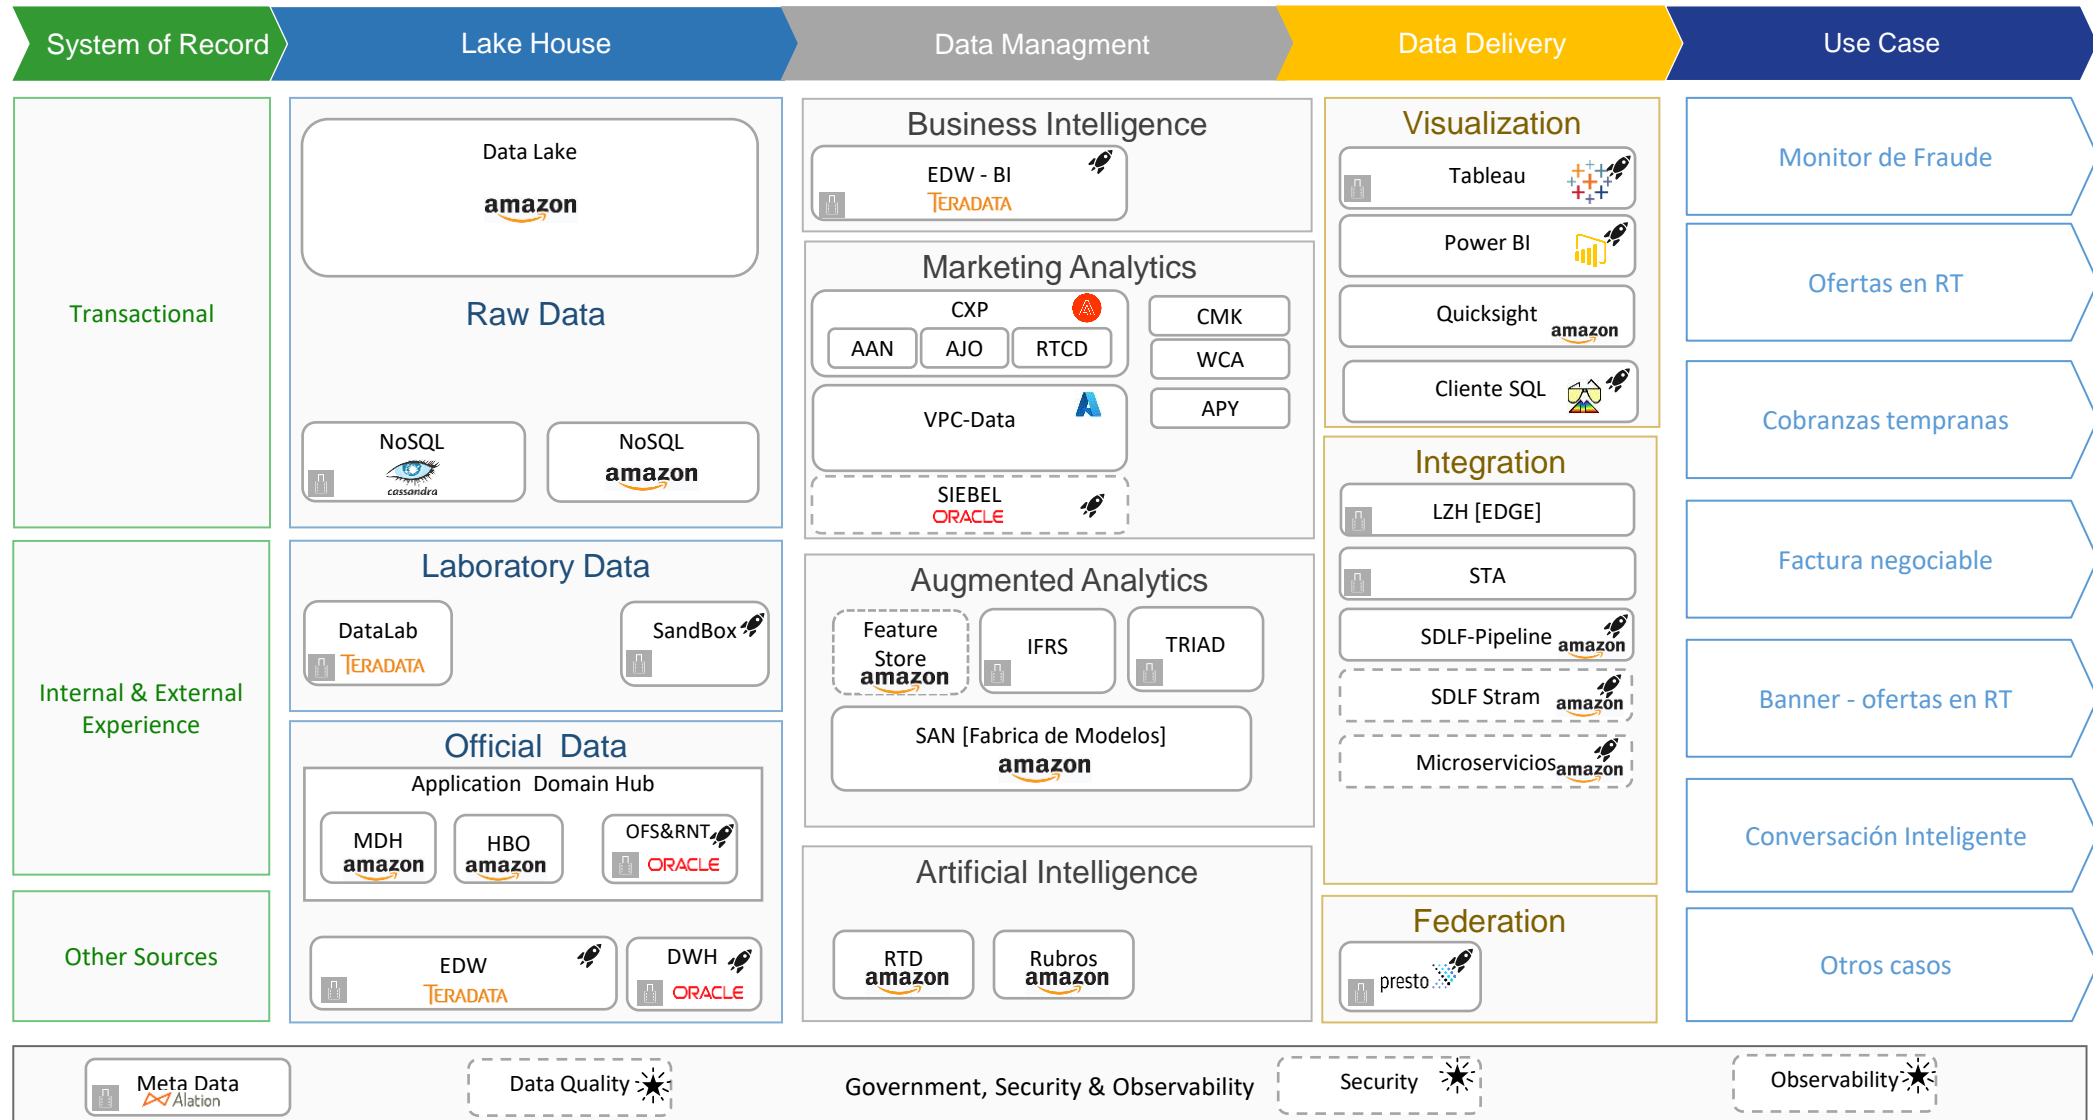 System of Record
Lake House
Data Managment
Data Delivery
Use Case
Transactional
Internal & External
Experience
Other Sources
Data Lake
amazon
Raw Data
NoSQL
cassandra
NoSQL
amazon
Laboratory Data
DataLab
TERADATA
SandBox
Official Data
Application Domain Hub
MDH
amazon
HBO
amazon
OFS&RNT
ORACLE
EDW
TERADATA
DWH
ORACLE
Business Intelligence
EDW - BI
TERADATA
Marketing Analytics
CXP
AAN
AJO
RTCD
CMK
WCA
APY
VPC-Data
SIEBEL
ORACLE
Augmented Analytics
Feature
Store
amazon
IFRS
TRIAD
SAN [Fabrica de Modelos]
amazon
Artificial Intelligence
RTD
amazon
Rubros
amazon
Visualization
Tableau
Power BI
Quicksight
amazon
Cliente SQL
Integration
LZH [EDGE]
STA
SDLF-Pipeline
amazon
SDLF Stram
amazon
Microservicios
amazon
Federation
presto
Monitor de Fraude
Ofertas en RT
Cobranzas tempranas
Factura negociable
Banner - ofertas en RT
Conversación Inteligente
Otros casos
Meta Data
Alation
Data Quality
Government, Security & Observability
Security
Observability